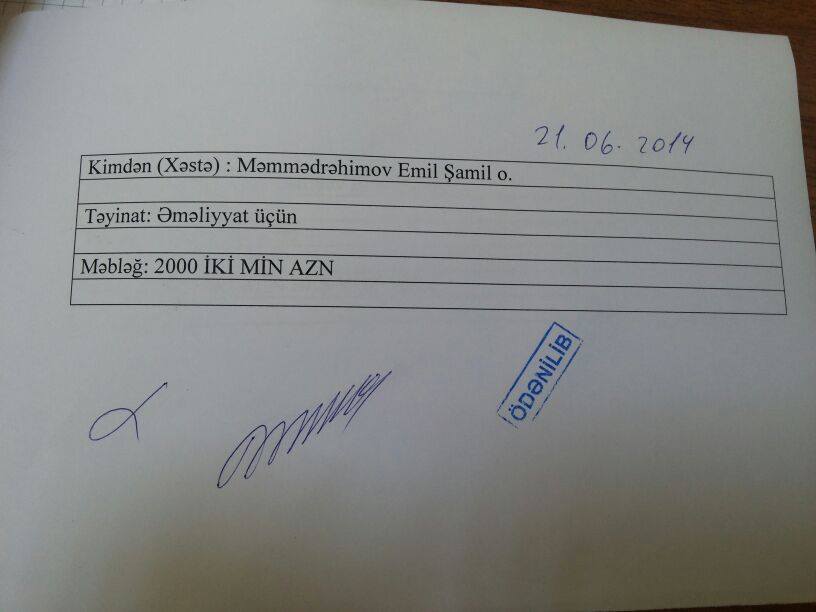 21. 06. 2014
Kimdən (Xəstə) : Məmmədrəhimov Emil Şamil o.
Təyinat: Əməliyyat üçün
Məbləğ: 2000 İKİ MİN AZN
ÖDƏNİLİB